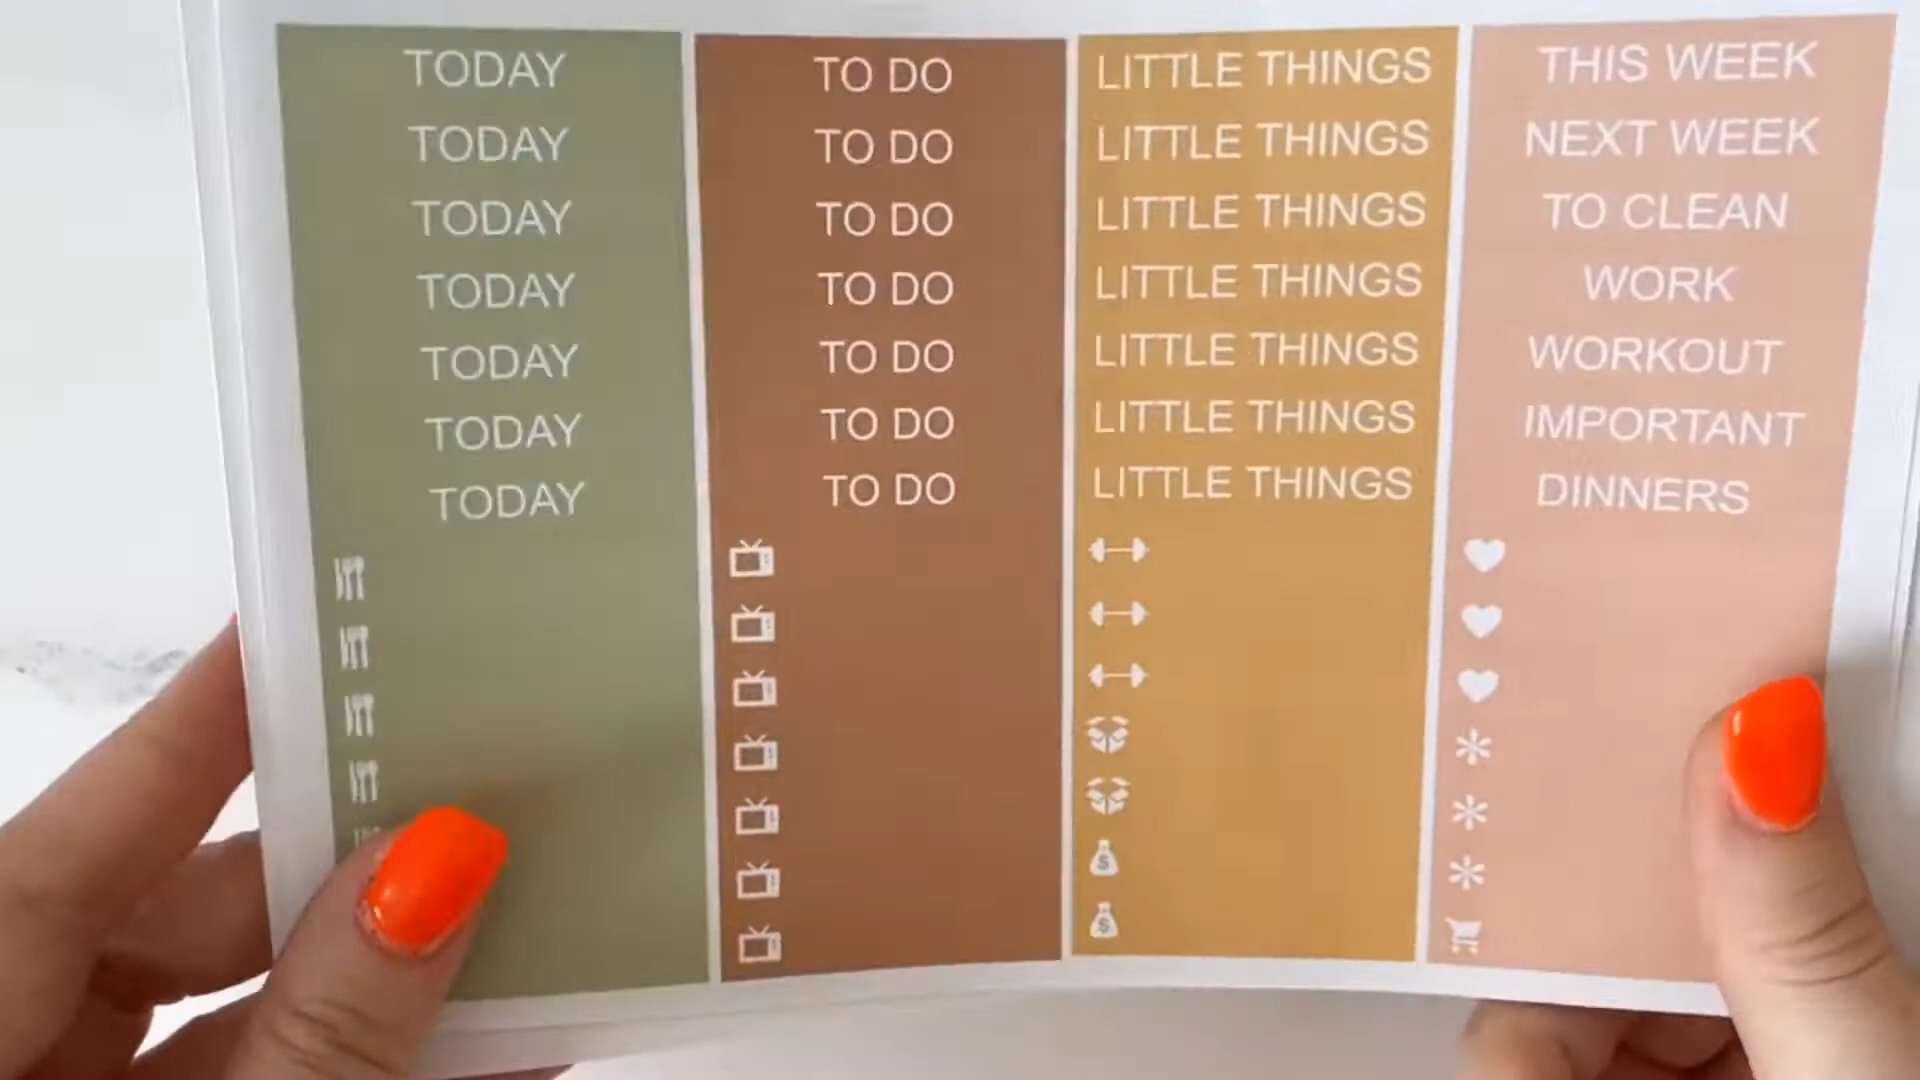 TODAY
TODAY
TODAY
TODAY
TODAY
TODAY
TODAY
TO DO
TO DO
TO DO
TO DO
TO DO
TO DO
TO DO
LITTLE THINGS
LITTLE THINGS
LITTLE THINGS
LITTLE THINGS
LITTLE THINGS
LITTLE THINGS
LITTLE THINGS
$
$
THIS WEEK
NEXT WEEK
TO CLEAN
WORK
WORKOUT
IMPORTANT
DINNERS